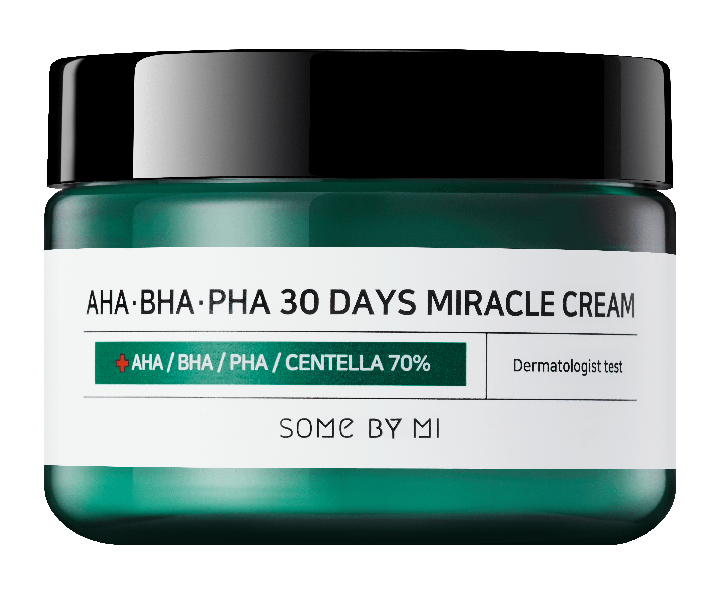 AHA·BHA·PHA 30 DAYS MIRACLE CREAM
AHA / BHA / PHA / CENTELLA 70%
Dermatologist test
SOME BY MI